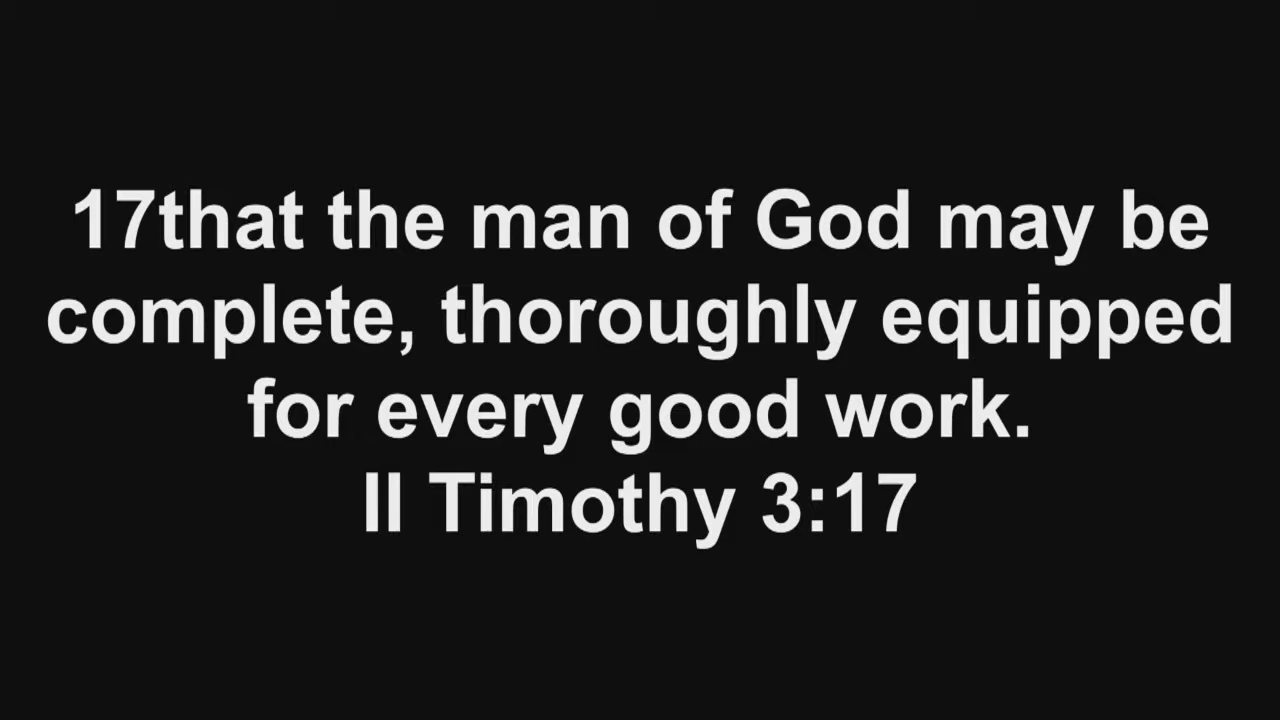 17that the man of God may be
complete, thoroughly equipped
for every good work.
II Timothy 3:17